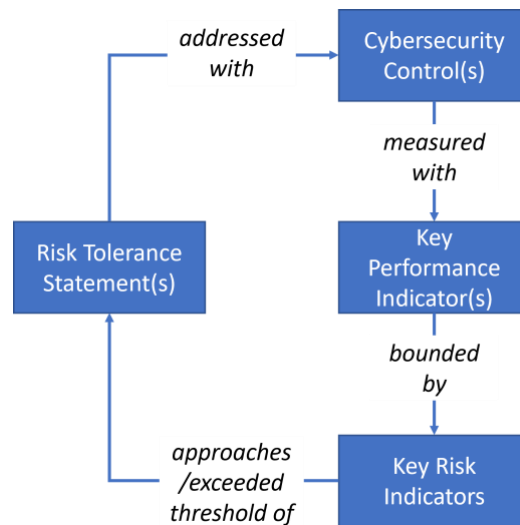 addressed
with
Cybersecurity
Control(s)
measured
with
Risk Tolerance
Statement(s)
Key
Performance
Indicator(s)
bounded
by
approaches
/exceeded
threshold of
Key Risk
Indicators